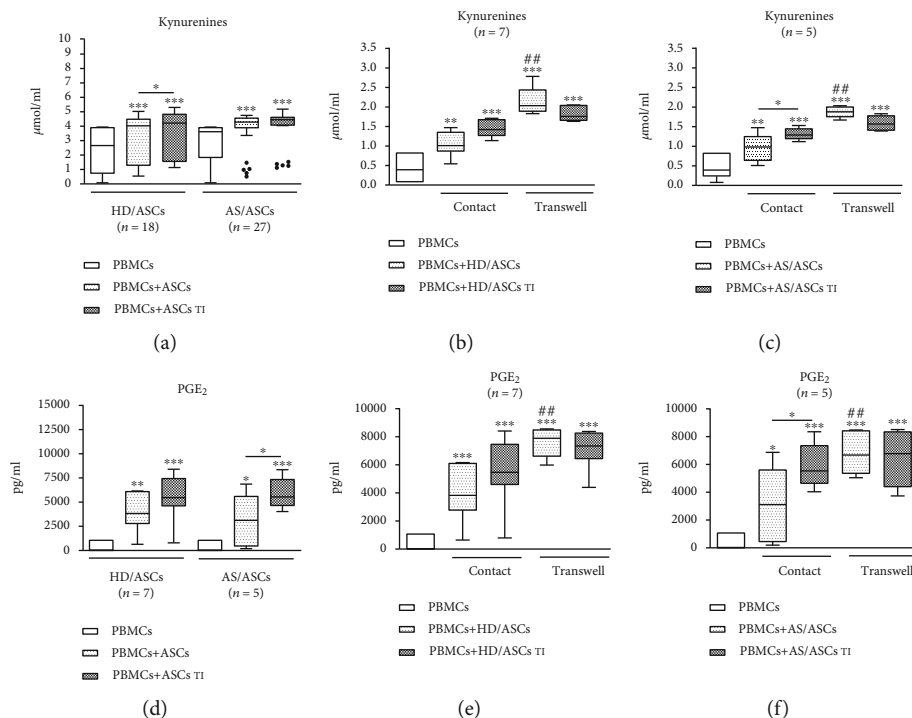 Kynurenines
10
9
8
7
6
5
4
3
2
1
0
μmol/ml
*
*** *** *** ***
HD/ASCs
(n = 18)
AS/ASCs
(n = 27)
PBMCs
PBMCs+ASCs
PBMCs+ASCs TI
(a)
Kynurenines
(n = 7)
3.5
3.0
2.5
2.0
1.5
1.0
0.5
0.0
μmol/ml
##
** *** *** ***
Contact
Transwell
PBMCs
PBMCs+HD/ASCs
PBMCs+HD/ASCs TI
(b)
Kynurenines
(n = 5)
3.5
3.0
2.5
2.0
1.5
1.0
0.5
0.0
μmol/ml
##
*
** *** *** ***
Contact
Transwell
PBMCs
PBMCs+AS/ASCs
PBMCs+AS/ASCs TI
(c)
PGE2
15000
12500
10000
7500
5000
2500
0
pg/ml
*
** *** * ***
HD/ASCs
(n = 7)
AS/ASCs
(n = 5)
PBMCs
PBMCs+ASCs
PBMCs+ASCs TI
(d)
PGE2
(n = 7)
10000
8000
6000
4000
2000
0
pg/ml
##
*** *** *** ***
Contact
Transwell
PBMCs
PBMCs+HD/ASCs
PBMCs+HD/ASCs TI
(e)
PGE2
(n = 5)
10000
8000
6000
4000
2000
0
pg/ml
##
*
* *** *** ***
Contact
Transwell
PBMCs
PBMCs+AS/ASCs
PBMCs+AS/ASCs TI
(f)